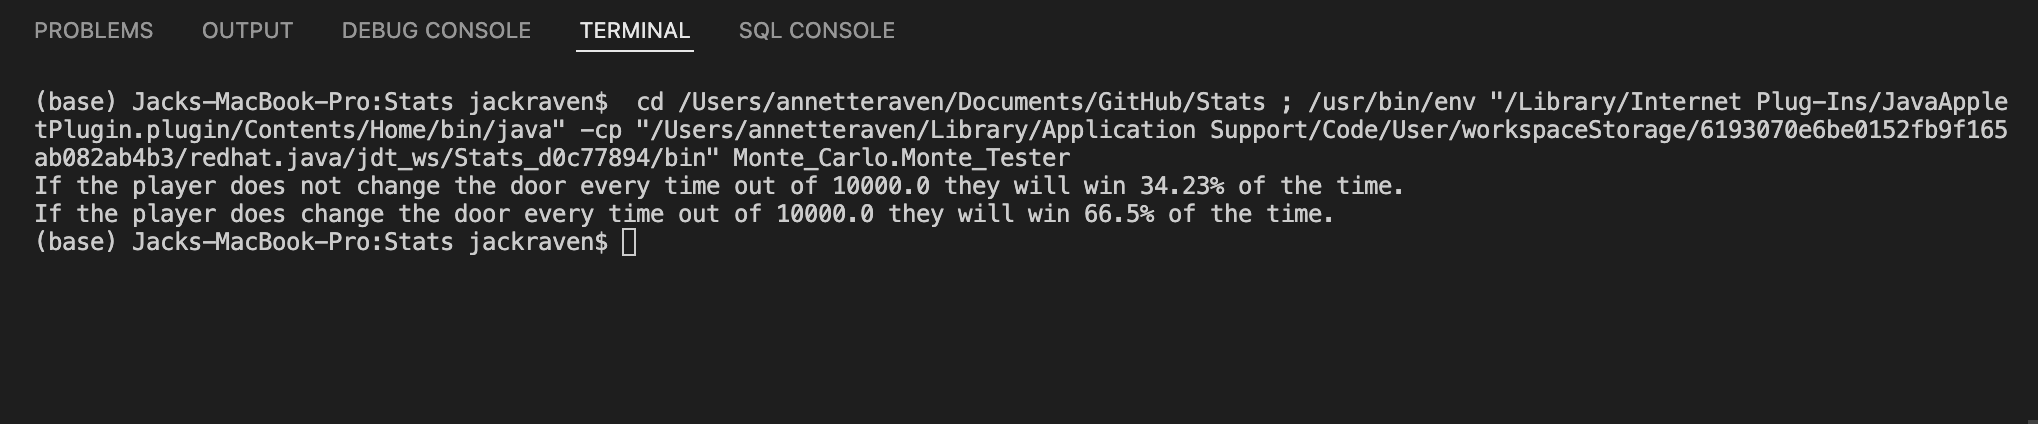 PROBLEMS OUTPUT DEBUG CONSOLE TERMINAL SQL CONSOLE
(base) Jacks-MacBook-Pro:Stats jackraven$  cd /Users/annetteraven/Documents/GitHub/Stats ; /usr/bin/env "/Library/Internet Plug-Ins/JavaApple
tPlugin.plugin/Contents/Home/bin/java" -cp "/Users/annetteraven/Library/Application Support/Code/User/workspaceStorage/6193070e6be0152fb9f165
ab082ab4b3/redhat.java/jdt_ws/Stats_d0c77894/bin" Monte_Carlo.Monte_Tester
If the player does not change the door every time out of 10000.0 they will win 34.23% of the time.
If the player does change the door every time out of 10000.0 they will win 66.5% of the time.
(base) Jacks-MacBook-Pro:Stats jackraven$